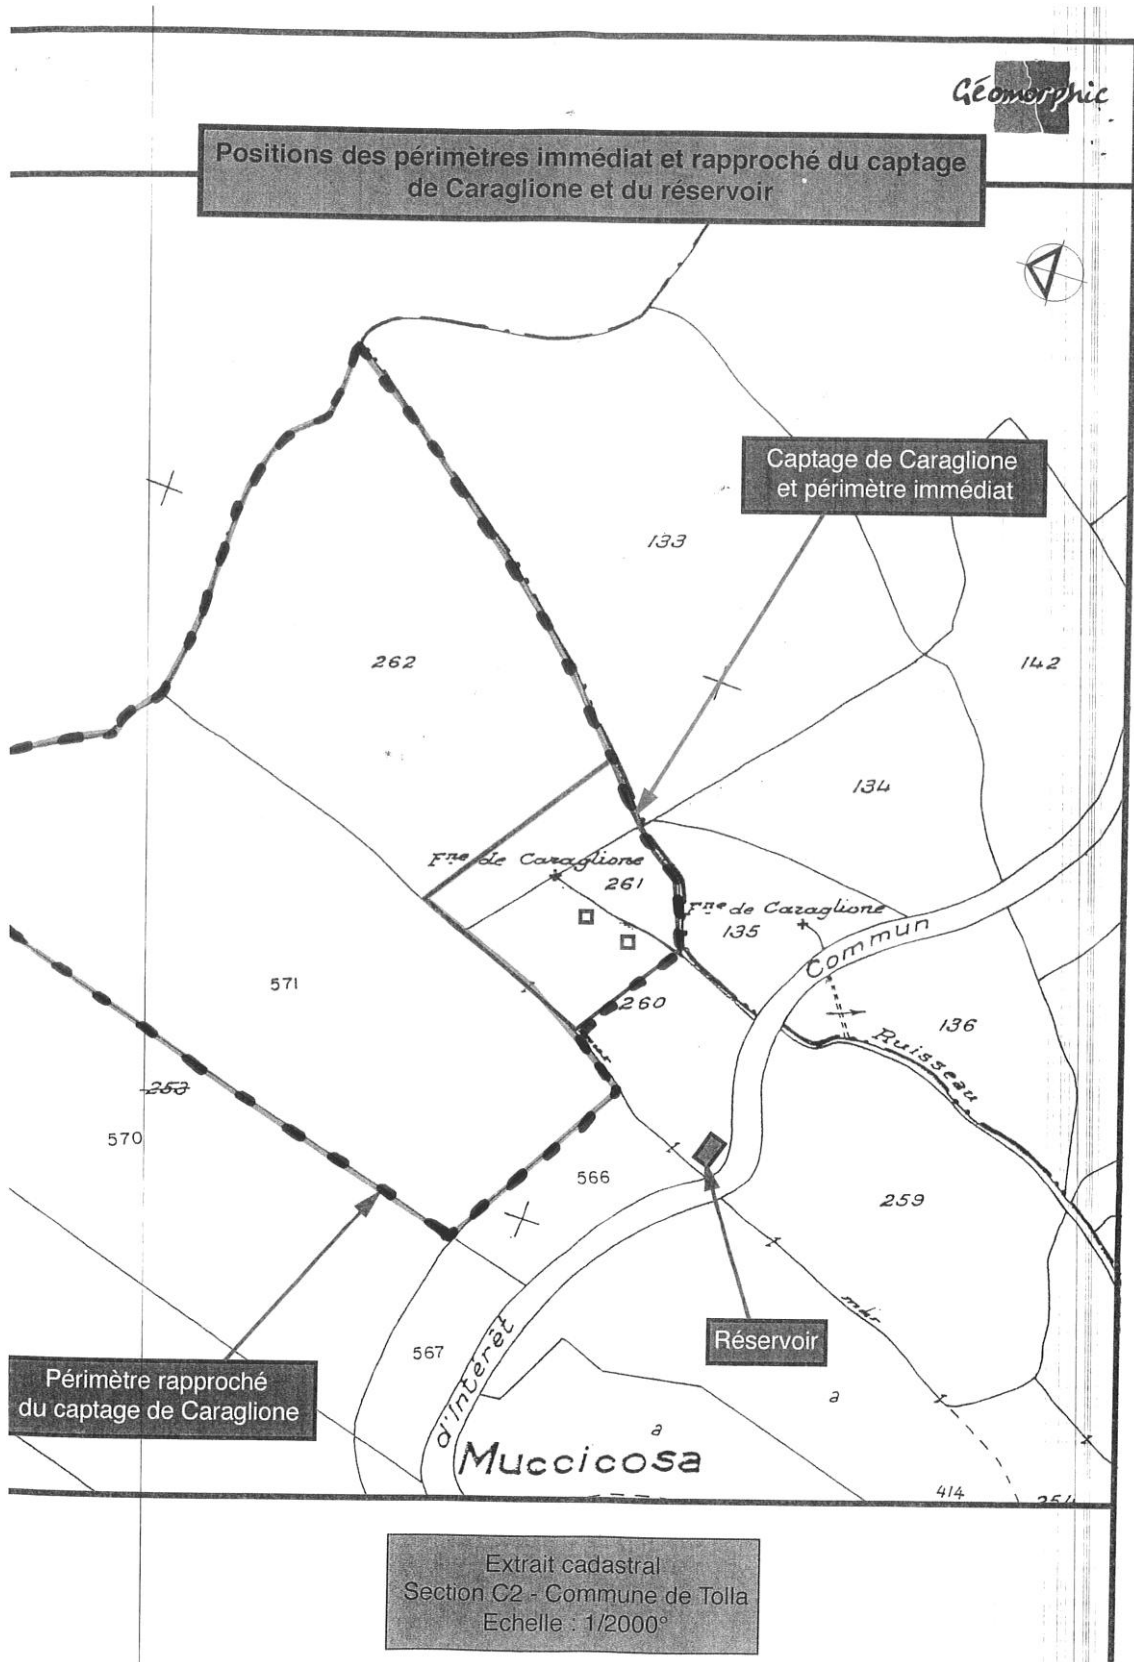 Géomorphic
Positions des périmètres immédiat et rapproché du captage
de Caraglione et du réservoir
Captage de Caraglione
et périmètre immédiat
133
262
142
134
Fne de Caraglione
261
Fne de Caraglione
135
Commun
571
260
136
Ruisseau
253
570
mur
566
259
Réservoir
mur
567
d'Intérêt
Périmètre rapproché
du captage de Caraglione
a
a
Muccicosa
414
Extrait cadastral
Section C2 - Commune de Tolla
Echelle : 1/2000°